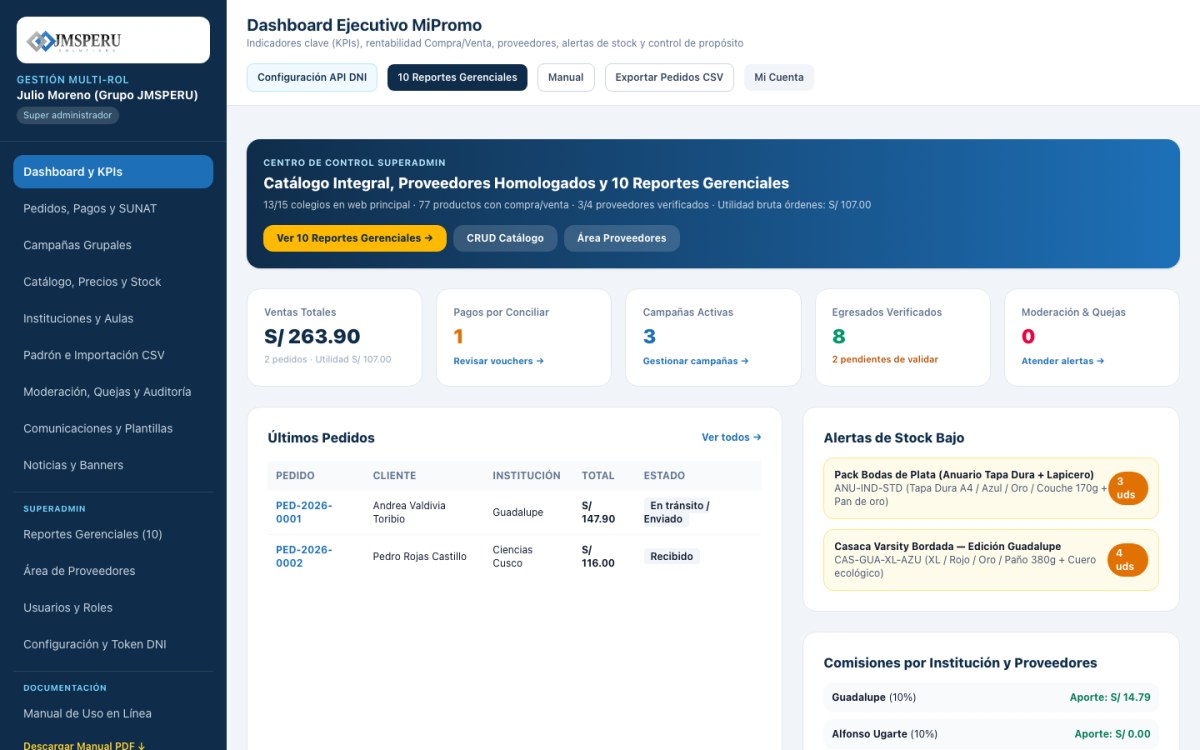 JMSPERU
SOLUTIONS
GESTIÓN MULTI-ROL
Julio Moreno (Grupo JMSPERU)
Super administrador
Dashboard y KPIs
Pedidos, Pagos y SUNAT
Campañas Grupales
Catálogo, Precios y Stock
Instituciones y Aulas
Padrón e Importación CSV
Moderación, Quejas y Auditoría
Comunicaciones y Plantillas
Noticias y Banners
SUPERADMIN
Reportes Gerenciales (10)
Área de Proveedores
Usuarios y Roles
Configuración y Token DNI
DOCUMENTACIÓN
Manual de Uso en Línea
Descargar Manual PDF ↓
Dashboard Ejecutivo MiPromo
Indicadores clave (KPIs), rentabilidad Compra/Venta, proveedores, alertas de stock y control de propósito
Configuración API DNI
10 Reportes Gerenciales
Manual
Exportar Pedidos CSV
Mi Cuenta
CENTRO DE CONTROL SUPERADMIN
Catálogo Integral, Proveedores Homologados y 10 Reportes Gerenciales
13/15 colegios en web principal · 77 productos con compra/venta · 3/4 proveedores verificados · Utilidad bruta órdenes: S/ 107.00
Ver 10 Reportes Gerenciales →
CRUD Catálogo
Área Proveedores
Ventas Totales
S/ 263.90
2 pedidos · Utilidad S/ 107.00
Pagos por Conciliar
1
Revisar vouchers →
Campañas Activas
3
Gestionar campañas →
Egresados Verificados
8
2 pendientes de validar
Moderación & Quejas
0
Atender alertas →
Últimos Pedidos
Ver todos →
PEDIDO CLIENTE INSTITUCIÓN TOTAL ESTADO
PED-2026-
0001
Andrea Valdivia
Toribio
Guadalupe
S/
147.90
En tránsito /
Enviado
PED-2026-
0002
Pedro Rojas Castillo
Ciencias
Cusco
S/
116.00
Recibido
Alertas de Stock Bajo
Pack Bodas de Plata (Anuario Tapa Dura + Lapicero)
ANU-IND-STD (Tapa Dura A4 / Azul / Oro / Couche 170g +
Pan de oro)
3
uds
Casaca Varsity Bordada — Edición Guadalupe
CAS-GUA-XL-AZU (XL / Rojo / Oro / Paño 380g + Cuero
ecológico)
4
uds
Comisiones por Institución y Proveedores
Guadalupe (10%)
Aporte: S/ 14.79
Alfonso Ugarte (10%)
Aporte: S/ 0.00